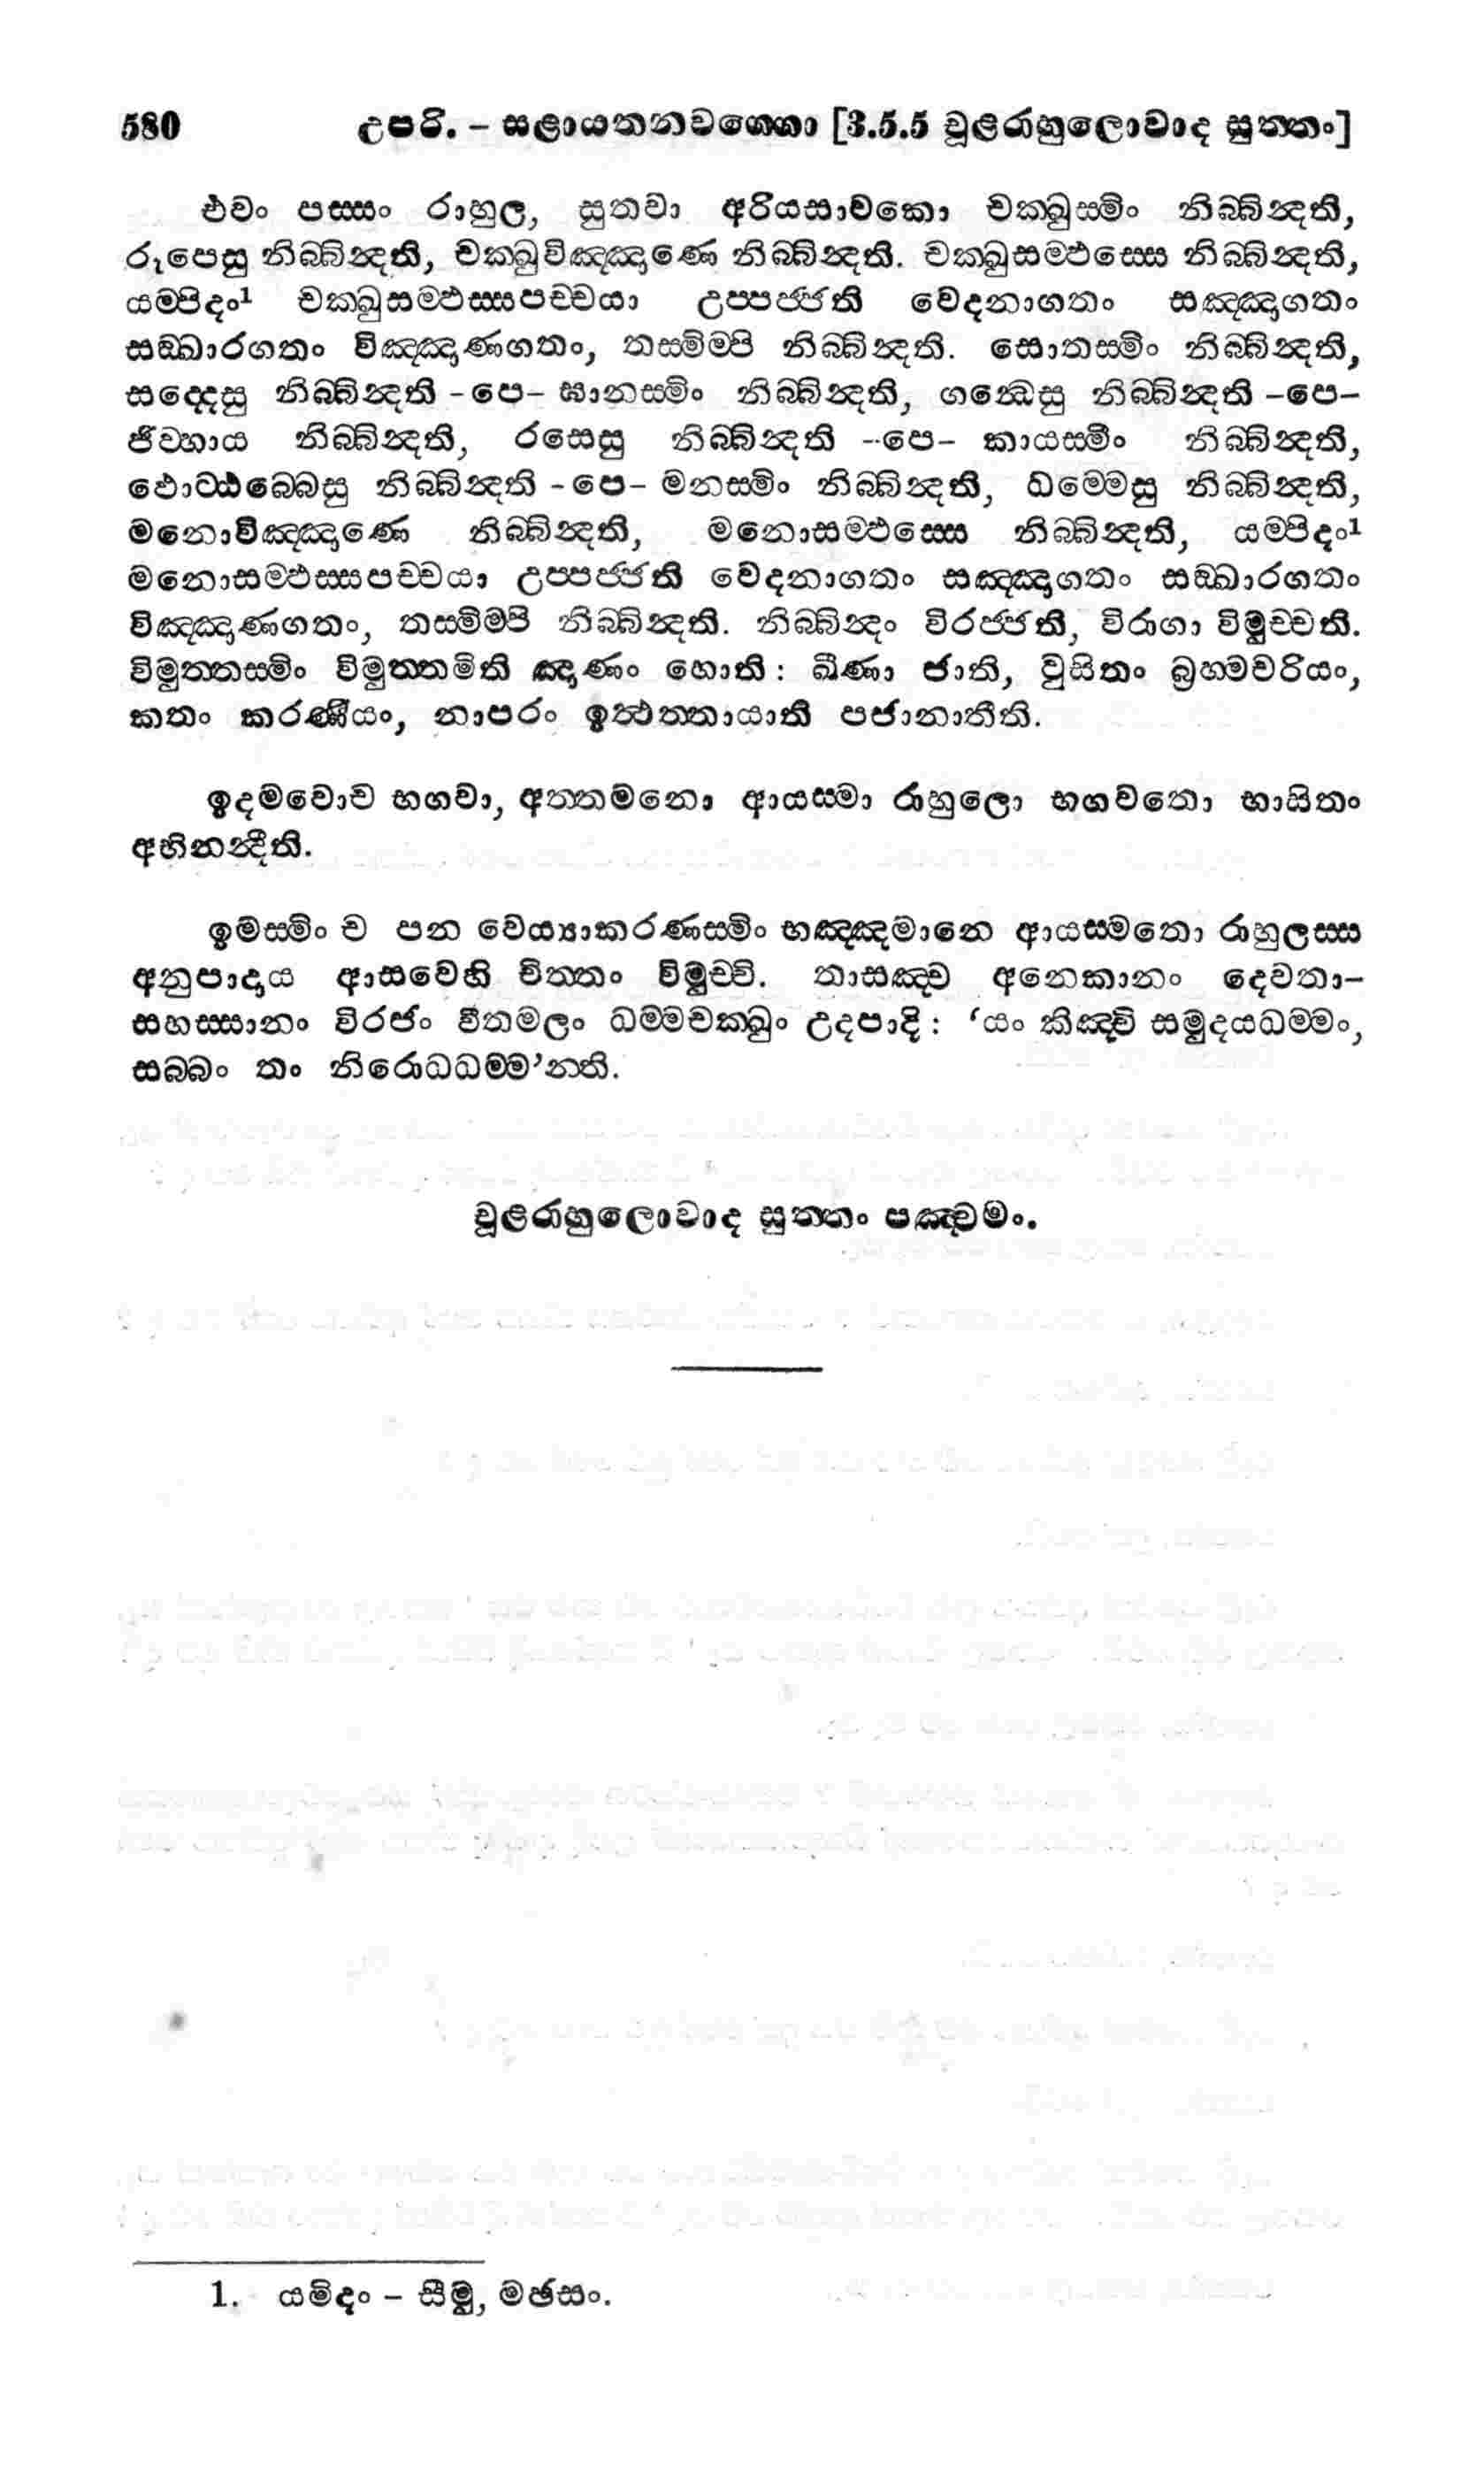 580 උපරි. – සළායතනවග්ගො [3.5.5 චූළරාහුලොවාද සුත්තං]
එවං පස්සං රාහුල, සුතවා අරියසාවකො චක්ඛුස්මිං නිබ්බින්දති,
රූපෙසු නිබ්බින්දති, චක්ඛුවිඤ්ඤාණෙ නිබ්බින්දති. චක්ඛුසම්ඵස්සෙ නිබ්බින්දති,
යම්පිදං1 චක්ඛුසම්ඵස්සපච්චයා උප්පජ්ජති වෙදනාගතං සඤ්ඤාගතං
සඞ්ඛාරගතං විඤ්ඤාණගතං, තස්මිම්පි නිබ්බින්දති. සොතස්මිං නිබ්බින්දති,
සද්දෙසු නිබ්බින්දති -පෙ- ඝානස්මිං නිබ්බින්දති, ගන්ධෙසු නිබ්බින්දති -පෙ-
ජිව්හාය නිබ්බින්දති, රසෙසු නිබ්බින්දති -පෙ- කායස්මිං නිබ්බින්දති,
ඵොට්ඨබ්බෙසු නිබ්බින්දති -පෙ- මනස්මිං නිබ්බින්දති, ධම්මෙසු නිබ්බින්දති,
මනොවිඤ්ඤාණෙ නිබ්බින්දති, මනොසම්ඵස්සෙ නිබ්බින්දති, යම්පිදං1
මනොසම්ඵස්සපච්චයා උප්පජ්ජති වෙදනාගතං සඤ්ඤාගතං සඞ්ඛාරගතං
විඤ්ඤාණගතං, තස්මිම්පි නිබ්බින්දති. නිබ්බින්දං විරජ්ජති, විරාගා විමුච්චති.
විමුත්තස්මිං විමුත්තමිති ඤාණං හොති: ඛීණා ජාති, වුසිතං බ්‍රහ්මචරියං,
කතං කරණීයං, නාපරං ඉත්ථත්තායාති පජානාතීති.
ඉදමවොච භගවා, අත්තමනො ආයස්මා රාහුලො භගවතො භාසිතං
අභිනන්දීති.
ඉමස්මිං ච පන වෙය්‍යාකරණස්මිං භඤ්ඤමානෙ ආයස්මතො රාහුලස්ස
අනුපාදාය ආසවෙහි චිත්තං විමුච්චි. තාසඤ්ච අනෙකානං දෙවතා-
සහස්සානං විරජං වීතමලං ධම්මචක්ඛුං උදපාදි: ‘යං කිඤ්චි සමුදයධම්මං,
සබ්බං තං නිරොධධම්ම’න්ති.
චූළරාහුලොවාද සුත්තං පඤ්චමං.
1. යමිදං – සීමු, මජසං.